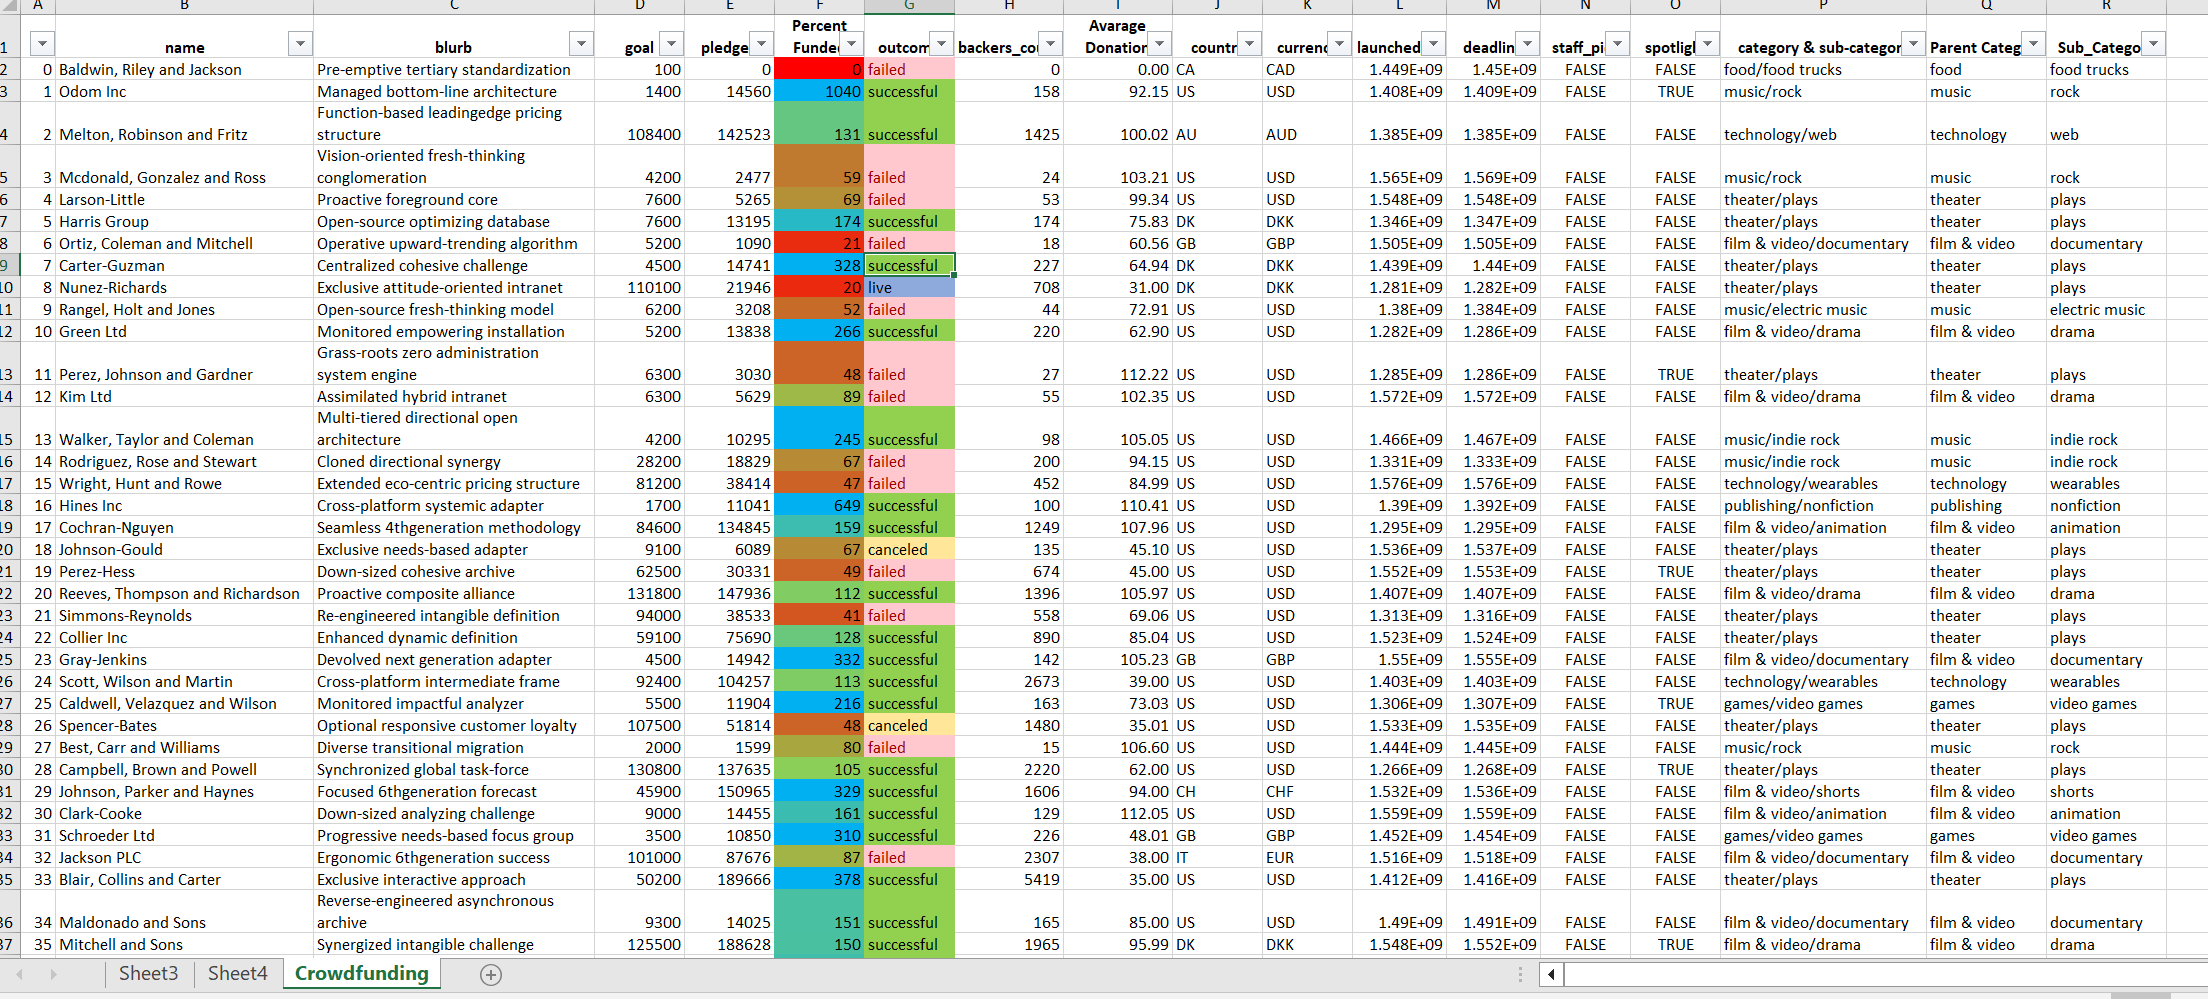 A B C D E F G H I J K L M N O P Q R
Percent Avarage
1 name blurb goal pledge Funde outcom backers_cou Donation countr currenc launched deadlin staff_pi spotligl category & sub-categor Parent Categ Sub_Catego
2 0 Baldwin, Riley and Jackson Pre-emptive tertiary standardization 100 0 0 failed 0 0.00 CA CAD 1.449E+09 1.45E+09 FALSE FALSE food/food trucks food food trucks
3 1 Odom Inc Managed bottom-line architecture 1400 14560 1040 successful 158 92.15 US USD 1.408E+09 1.409E+09 FALSE TRUE music/rock music rock
Function-based leadingedge pricing
4 2 Melton, Robinson and Fritz structure 108400 142523 131 successful 1425 100.02 AU AUD 1.385E+09 1.385E+09 FALSE FALSE technology/web technology web
Vision-oriented fresh-thinking
5 3 Mcdonald, Gonzalez and Ross conglomeration 4200 2477 59 failed 24 103.21 US USD 1.565E+09 1.569E+09 FALSE FALSE music/rock music rock
6 4 Larson-Little Proactive foreground core 7600 5265 69 failed 53 99.34 US USD 1.548E+09 1.548E+09 FALSE FALSE theater/plays theater plays
7 5 Harris Group Open-source optimizing database 7600 13195 174 successful 174 75.83 DK DKK 1.346E+09 1.347E+09 FALSE FALSE theater/plays theater plays
8 6 Ortiz, Coleman and Mitchell Operative upward-trending algorithm 5200 1090 21 failed 18 60.56 GB GBP 1.505E+09 1.505E+09 FALSE FALSE film & video/documentary film & video documentary
9 7 Carter-Guzman Centralized cohesive challenge 4500 14741 328 successful 227 64.94 DK DKK 1.439E+09 1.44E+09 FALSE FALSE theater/plays theater plays
10 8 Nunez-Richards Exclusive attitude-oriented intranet 110100 21946 20 live 708 31.00 DK DKK 1.281E+09 1.282E+09 FALSE FALSE theater/plays theater plays
11 9 Rangel, Holt and Jones Open-source fresh-thinking model 6200 3208 52 failed 44 72.91 US USD 1.38E+09 1.384E+09 FALSE FALSE music/electric music music electric music
12 10 Green Ltd Monitored empowering installation 5200 13838 266 successful 220 62.90 US USD 1.282E+09 1.286E+09 FALSE FALSE film & video/drama film & video drama
Grass-roots zero administration
13 11 Perez, Johnson and Gardner system engine 6300 3030 48 failed 27 112.22 US USD 1.285E+09 1.286E+09 FALSE TRUE theater/plays theater plays
14 12 Kim Ltd Assimilated hybrid intranet 6300 5629 89 failed 55 102.35 US USD 1.572E+09 1.572E+09 FALSE FALSE film & video/drama film & video drama
Multi-tiered directional open
15 13 Walker, Taylor and Coleman architecture 4200 10295 245 successful 98 105.05 US USD 1.466E+09 1.467E+09 FALSE FALSE music/indie rock music indie rock
16 14 Rodriguez, Rose and Stewart Cloned directional synergy 28200 18829 67 failed 200 94.15 US USD 1.331E+09 1.333E+09 FALSE FALSE music/indie rock music indie rock
17 15 Wright, Hunt and Rowe Extended eco-centric pricing structure 81200 38414 47 failed 452 84.99 US USD 1.576E+09 1.576E+09 FALSE FALSE technology/wearables technology wearables
18 16 Hines Inc Cross-platform systemic adapter 1700 11041 649 successful 100 110.41 US USD 1.39E+09 1.392E+09 FALSE FALSE publishing/nonfiction publishing nonfiction
19 17 Cochran-Nguyen Seamless 4thgeneration methodology 84600 134845 159 successful 1249 107.96 US USD 1.295E+09 1.295E+09 FALSE FALSE film & video/animation film & video animation
20 18 Johnson-Gould Exclusive needs-based adapter 9100 6089 67 canceled 135 45.10 US USD 1.536E+09 1.537E+09 FALSE FALSE theater/plays theater plays
21 19 Perez-Hess Down-sized cohesive archive 62500 30331 49 failed 674 45.00 US USD 1.552E+09 1.553E+09 FALSE TRUE theater/plays theater plays
22 20 Reeves, Thompson and Richardson Proactive composite alliance 131800 147936 112 successful 1396 105.97 US USD 1.407E+09 1.407E+09 FALSE FALSE film & video/drama film & video drama
23 21 Simmons-Reynolds Re-engineered intangible definition 94000 38533 41 failed 558 69.06 US USD 1.313E+09 1.316E+09 FALSE FALSE theater/plays theater plays
24 22 Collier Inc Enhanced dynamic definition 59100 75690 128 successful 890 85.04 US USD 1.523E+09 1.524E+09 FALSE FALSE theater/plays theater plays
25 23 Gray-Jenkins Devolved next generation adapter 4500 14942 332 successful 142 105.23 GB GBP 1.55E+09 1.555E+09 FALSE FALSE film & video/documentary film & video documentary
26 24 Scott, Wilson and Martin Cross-platform intermediate frame 92400 104257 113 successful 2673 39.00 US USD 1.403E+09 1.403E+09 FALSE FALSE technology/wearables technology wearables
27 25 Caldwell, Velazquez and Wilson Monitored impactful analyzer 5500 11904 216 successful 163 73.03 US USD 1.306E+09 1.307E+09 FALSE TRUE games/video games games video games
28 26 Spencer-Bates Optional responsive customer loyalty 107500 51814 48 canceled 1480 35.01 US USD 1.533E+09 1.535E+09 FALSE FALSE theater/plays theater plays
29 27 Best, Carr and Williams Diverse transitional migration 2000 1599 80 failed 15 106.60 US USD 1.444E+09 1.445E+09 FALSE FALSE music/rock music rock
30 28 Campbell, Brown and Powell Synchronized global task-force 130800 137635 105 successful 2220 62.00 US USD 1.266E+09 1.268E+09 FALSE TRUE theater/plays theater plays
31 29 Johnson, Parker and Haynes Focused 6thgeneration forecast 45900 150965 329 successful 1606 94.00 CH CHF 1.532E+09 1.536E+09 FALSE FALSE film & video/shorts film & video shorts
32 30 Clark-Cooke Down-sized analyzing challenge 9000 14455 161 successful 129 112.05 US USD 1.559E+09 1.559E+09 FALSE FALSE film & video/animation film & video animation
33 31 Schroeder Ltd Progressive needs-based focus group 3500 10850 310 successful 226 48.01 GB GBP 1.452E+09 1.454E+09 FALSE FALSE games/video games games video games
34 32 Jackson PLC Ergonomic 6thgeneration success 101000 87676 87 failed 2307 38.00 IT EUR 1.516E+09 1.518E+09 FALSE FALSE film & video/documentary film & video documentary
35 33 Blair, Collins and Carter Exclusive interactive approach 50200 189666 378 successful 5419 35.00 US USD 1.412E+09 1.416E+09 FALSE FALSE theater/plays theater plays
Reverse-engineered asynchronous
36 34 Maldonado and Sons archive 9300 14025 151 successful 165 85.00 US USD 1.49E+09 1.491E+09 FALSE FALSE film & video/documentary film & video documentary
37 35 Mitchell and Sons Synergized intangible challenge 125500 188628 150 successful 1965 95.99 DK DKK 1.548E+09 1.552E+09 FALSE TRUE film & video/drama film & video drama
Sheet3 Sheet4 Crowdfunding